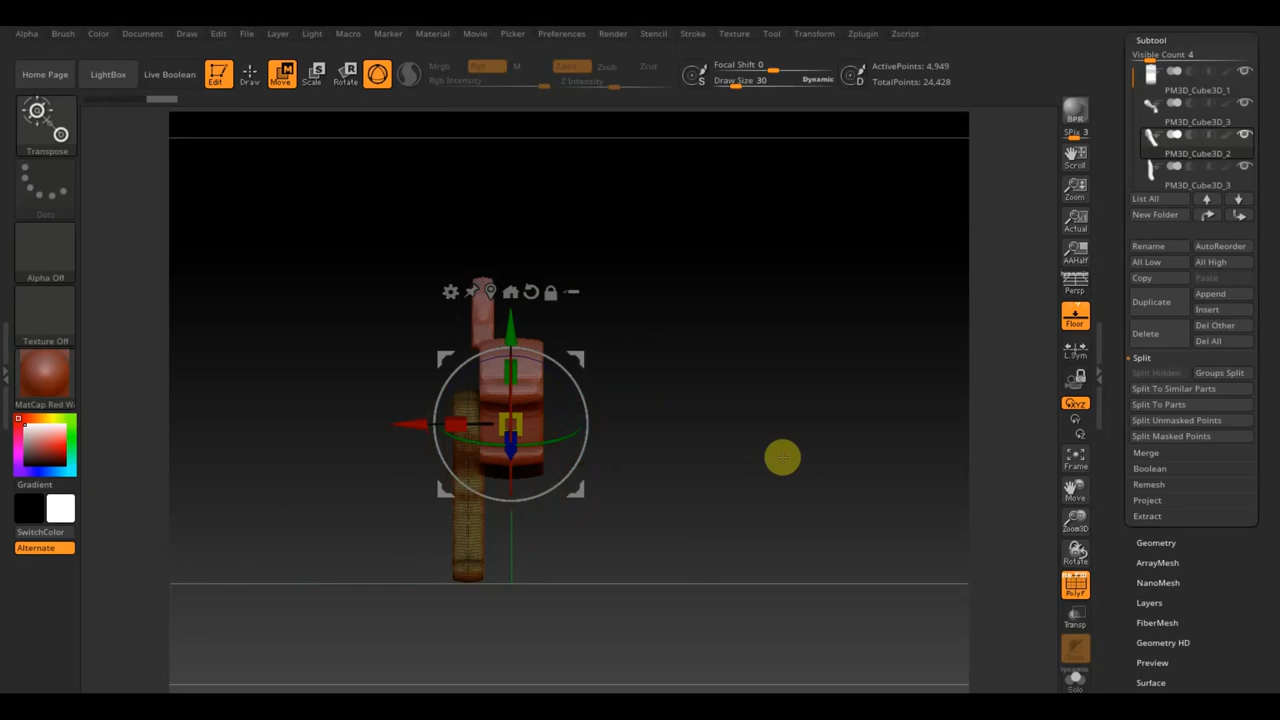 Alpha Brush Color Document Draw Edit File Layer Light Macro Marker Material Movie Picker Preferences Render Stencil Stroke Texture Tool Transform Zplugin Zscript
Home Page LightBox Live Boolean Edit Draw Move Scale Rotate
Mrgb Rgb M Zadd Zsub Zcut
Rgb Intensity Z Intensity
Focal Shift 0
Draw Size 30 Dynamic
ActivePoints: 4,949
TotalPoints: 24,428
S
D
Transpose
Dots
Alpha Off
Texture Off
MatCap Red Wa
Gradient
SwitchColor
Alternate
BPR
SPix 3
Scroll
Zoom
Actual
AAHalf
Dynamic
Persp
Floor
L.Sym
XYZ
Y
Z
Frame
Move
Zoom3D
Rotate
PolyF
Transp
Ghost
Dynamic
Solo
Subtool
Visible Count 4
PM3D_Cube3D_1
PM3D_Cube3D_3
PM3D_Cube3D_2
PM3D_Cube3D_3
List All
New Folder
Rename AutoReorder
All Low All High
Copy Paste
Duplicate Append
Insert
Delete Del Other
Del All
Split
Split Hidden Groups Split
Split To Similar Parts
Split To Parts
Split Unmasked Points
Split Masked Points
Merge
Boolean
Remesh
Project
Extract
Geometry
ArrayMesh
NanoMesh
Layers
FiberMesh
Geometry HD
Preview
Surface